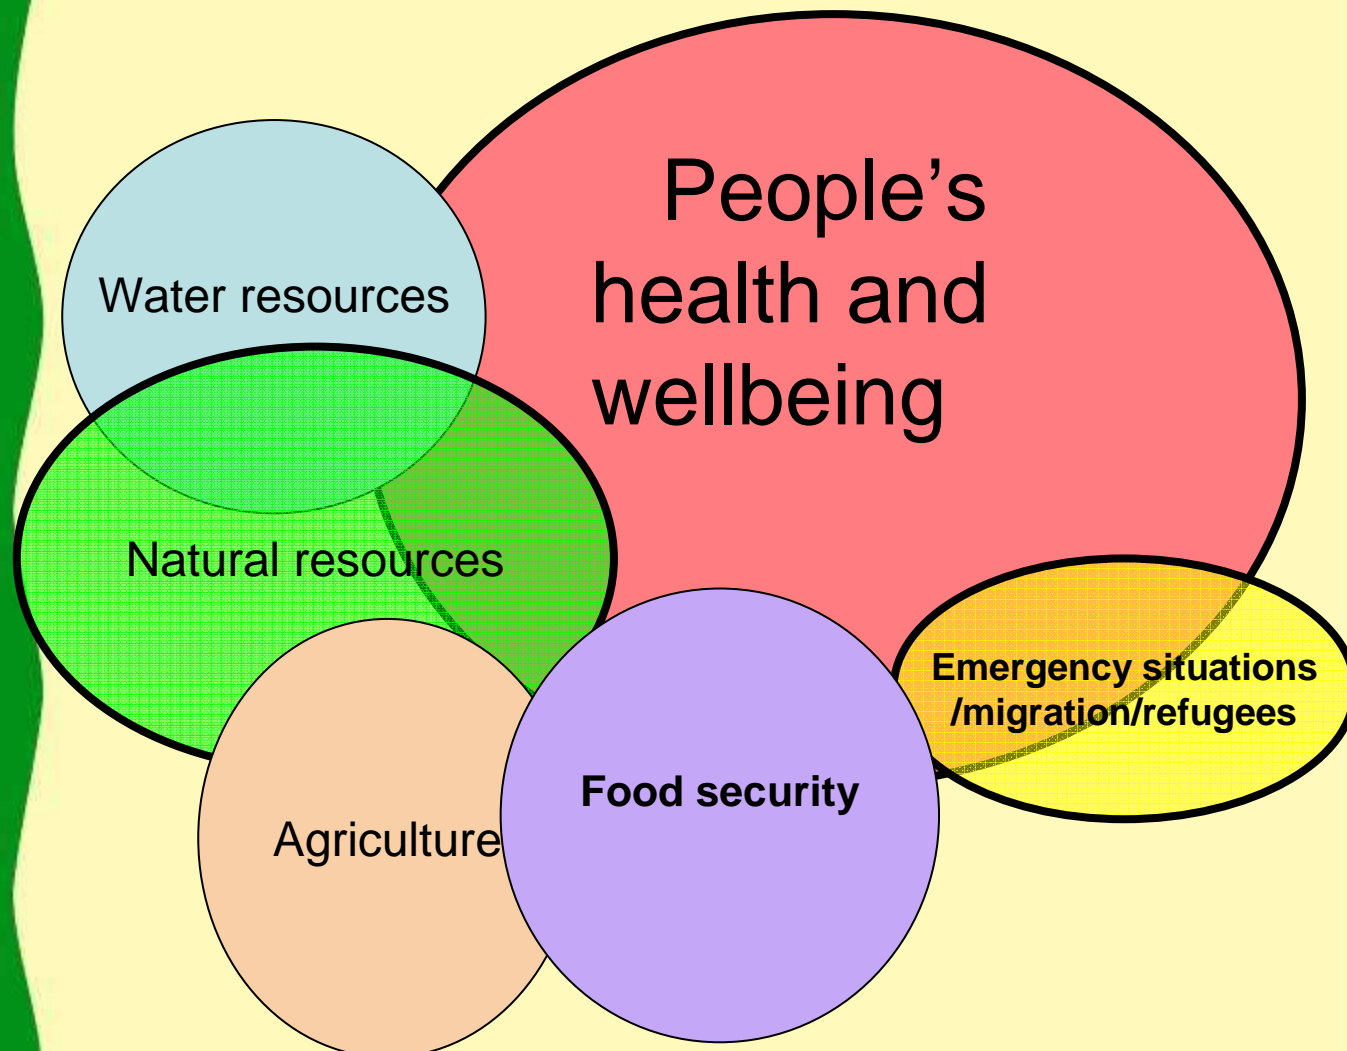 People’s
health and
wellbeing
Water resources
Natural resources
Emergency situations
/migration/refugees
Food security
Agriculture